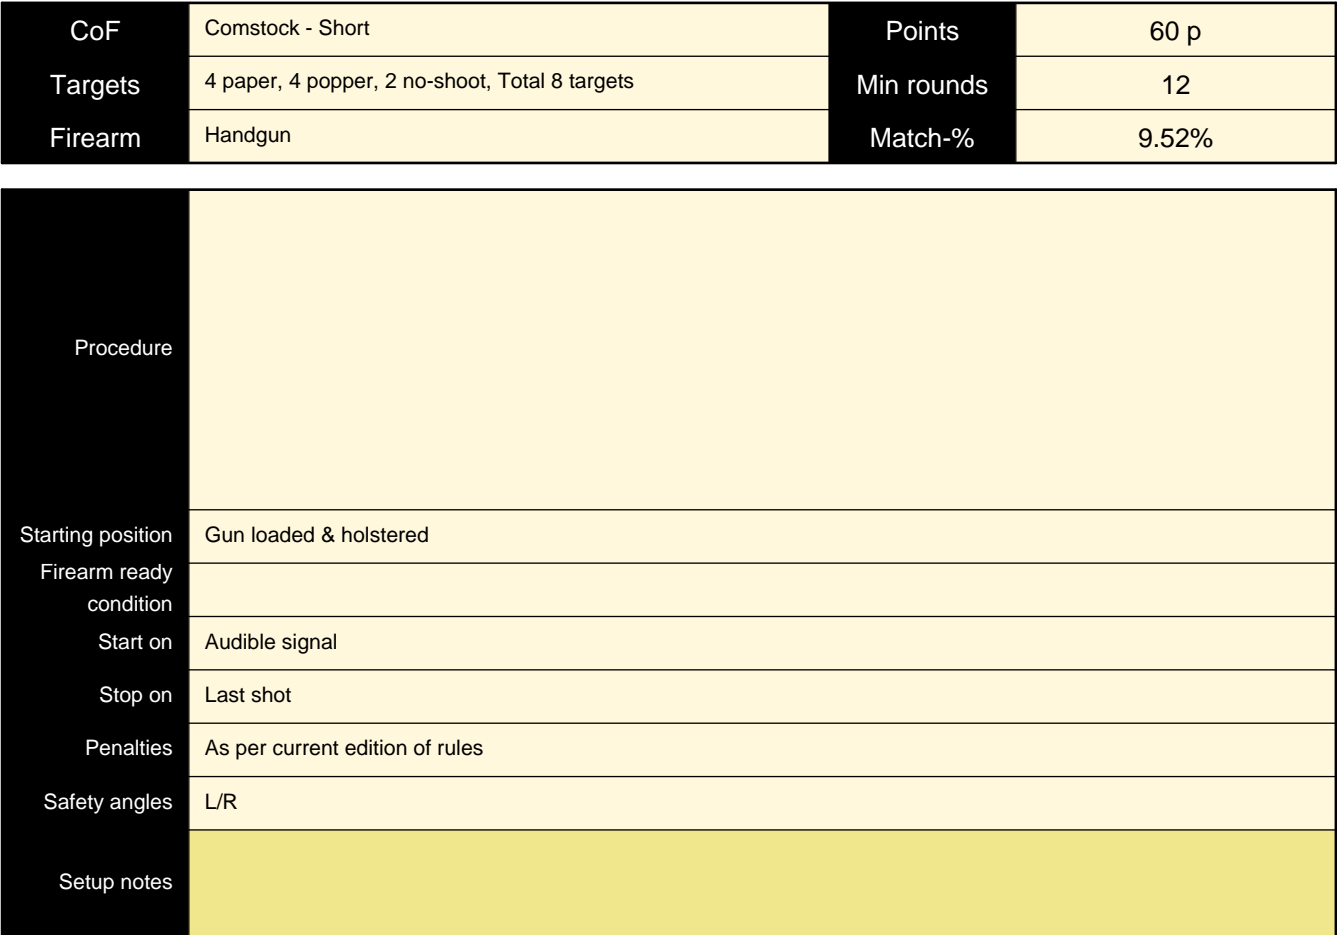 CoF Comstock - Short Points 60 p
Targets 4 paper, 4 popper, 2 no-shoot, Total 8 targets Min rounds 12
Firearm Handgun Match-% 9.52%
Procedure
Starting position Gun loaded & holstered
Firearm ready
condition
Start on Audible signal
Stop on Last shot
Penalties As per current edition of rules
Safety angles L/R
Setup notes